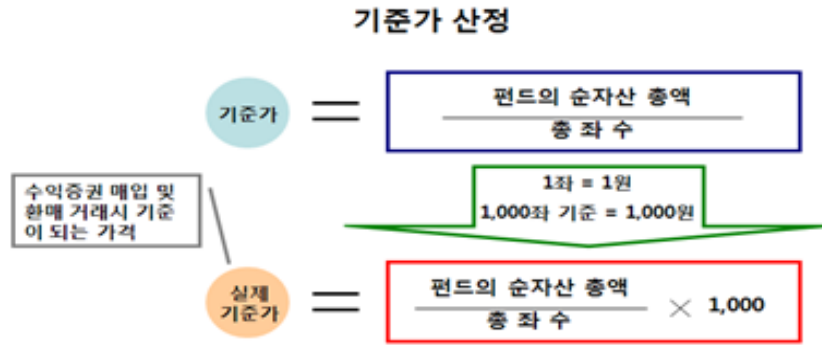 기준가 산정
기준가
=
펀드의 순자산 총액
총 좌 수
1좌 = 1원
1,000좌 기준 = 1,000원
수익증권 매입 및
환매 거래시 기준
이 되는 가격
실제
기준가
=
펀드의 순자산 총액
총 좌 수
× 1,000